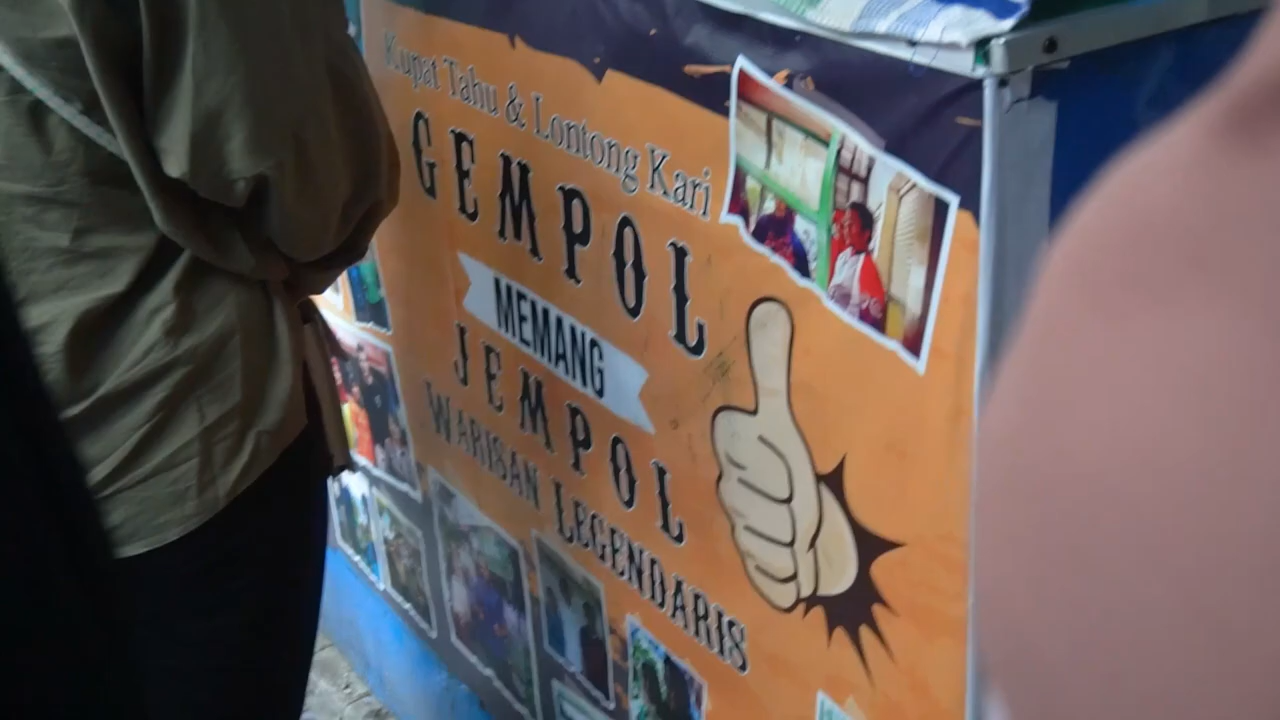 Kupat Tahu & Lontong Kari
GEMPOL
MEMANG
JEMPOL
WARISAN LEGENDARIS